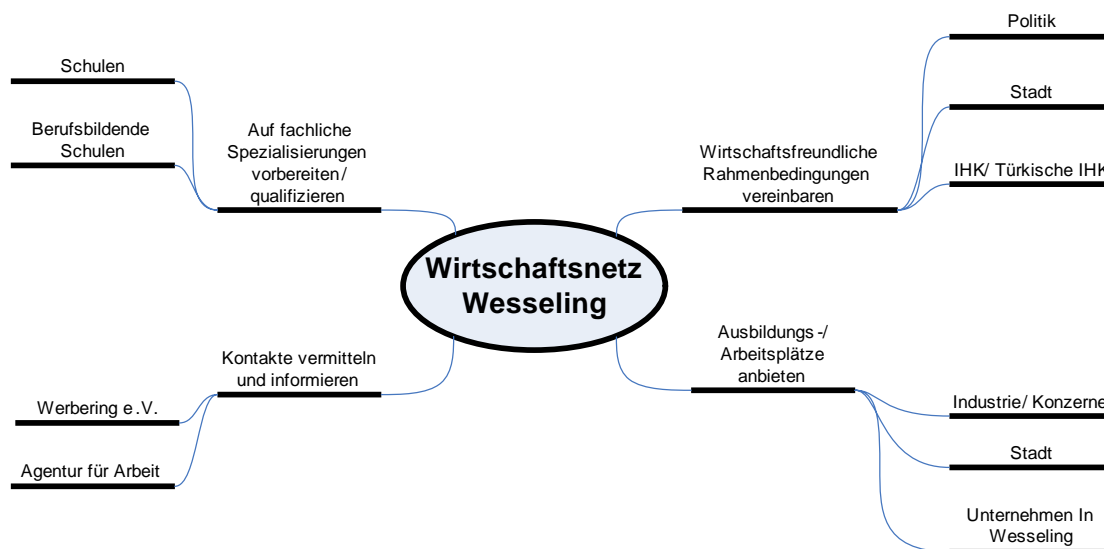 Politik
Schulen
Stadt
Berufsbildende
Schulen
Auf fachliche
Spezialisierungen
vorbereiten/
qualifizieren
Wirtschaftsfreundliche
Rahmenbedingungen
vereinbaren
IHK/ Türkische IHK
Wirtschaftsnetz
Wesseling
Kontakte vermitteln
und informieren
Ausbildungs-/
Arbeitsplätze
anbieten
Werbering e.V.
Industrie/ Konzerne
Agentur für Arbeit
Stadt
Unternehmen In
Wesseling